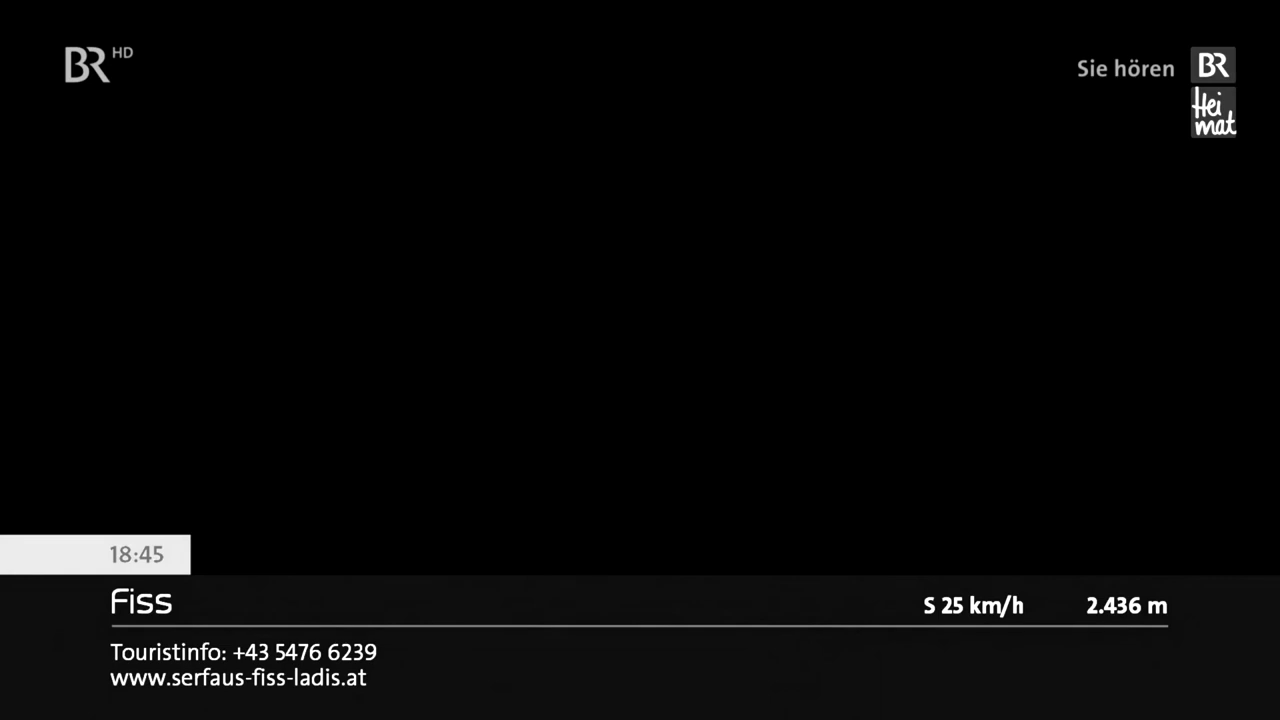 BR HD
Sie hören BR
Hei
mat
18:45
Fiss S 25 km/h 2.436 m
Touristinfo: +43 5476 6239
www.serfaus-fiss-ladis.at